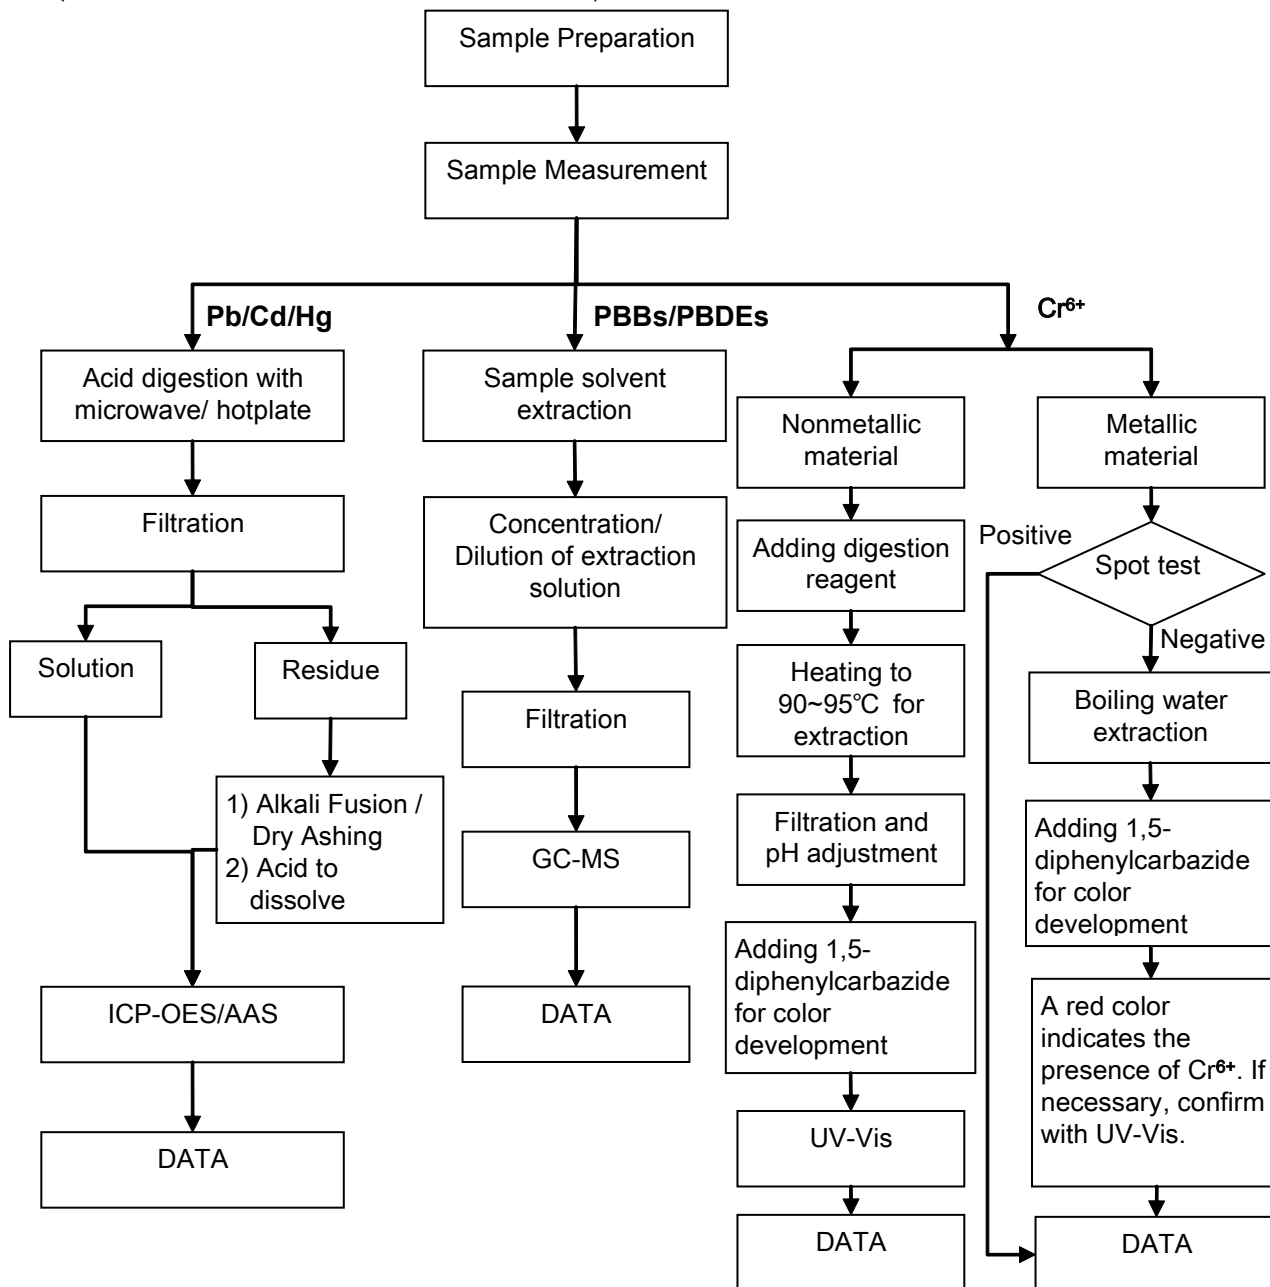 Sample Preparation
Sample Measurement
Pb/Cd/Hg
PBBs/PBDEs
Cr⁶⁺
Acid digestion with
microwave/ hotplate
Filtration
Solution
Residue
1) Alkali Fusion /
Dry Ashing
2) Acid to
dissolve
ICP-OES/AAS
DATA
Sample solvent
extraction
Concentration/
Dilution of extraction
solution
Filtration
GC-MS
DATA
Nonmetallic
material
Adding digestion
reagent
Heating to
90~95℃ for
extraction
Filtration and
pH adjustment
Adding 1,5-
diphenylcarbazide
for color
development
UV-Vis
DATA
Metallic
material
Spot test
Positive
Negative
Boiling water
extraction
Adding 1,5-
diphenylcarbazide
for color
development
A red color
indicates the
presence of Cr⁶⁺. If
necessary, confirm
with UV-Vis.
DATA